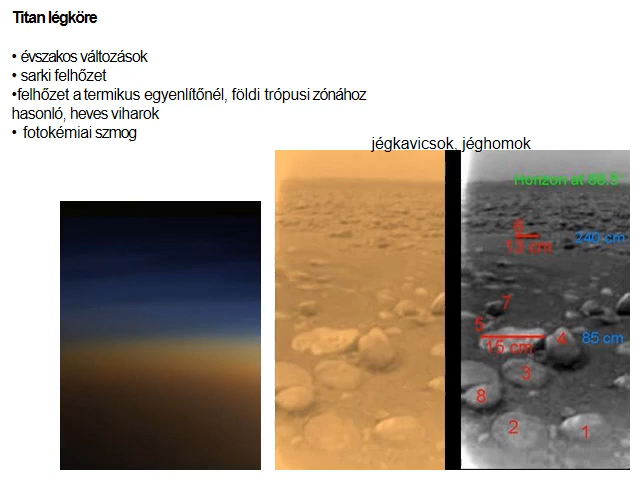 Titan légköre
• évszakos változások
• sarki felhőzet
•felhőzet a termikus egyenlítőnél, földi trópusi zónához
hasonló, heves viharok
• fotokémiai szmog
jégkavicsok, jéghomok
Horizon at 88.5°
6
13 cm
240 cm
7
5
15 cm
4
85 cm
3
8
2
1